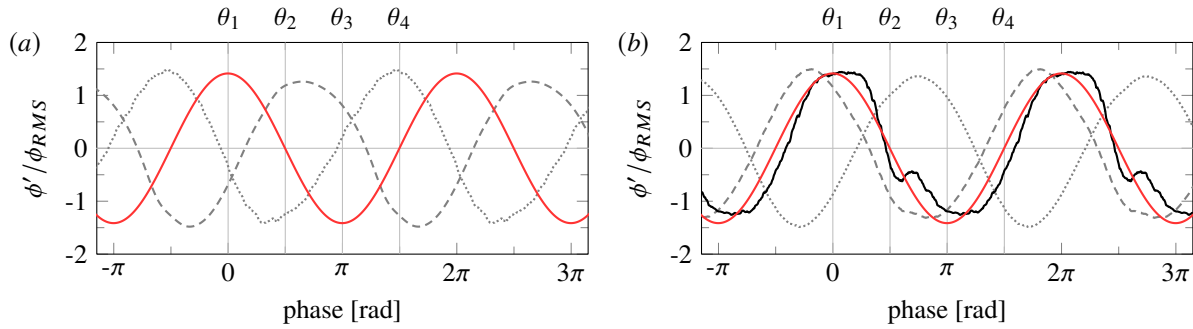 θ1 θ2 θ3 θ4
(a)
2
1
0
-1
-2
ϕ′/ϕRMS
-π 0 π 2π 3π
phase [rad]
θ1 θ2 θ3 θ4
(b)
2
1
0
-1
-2
ϕ′/ϕRMS
-π 0 π 2π 3π
phase [rad]